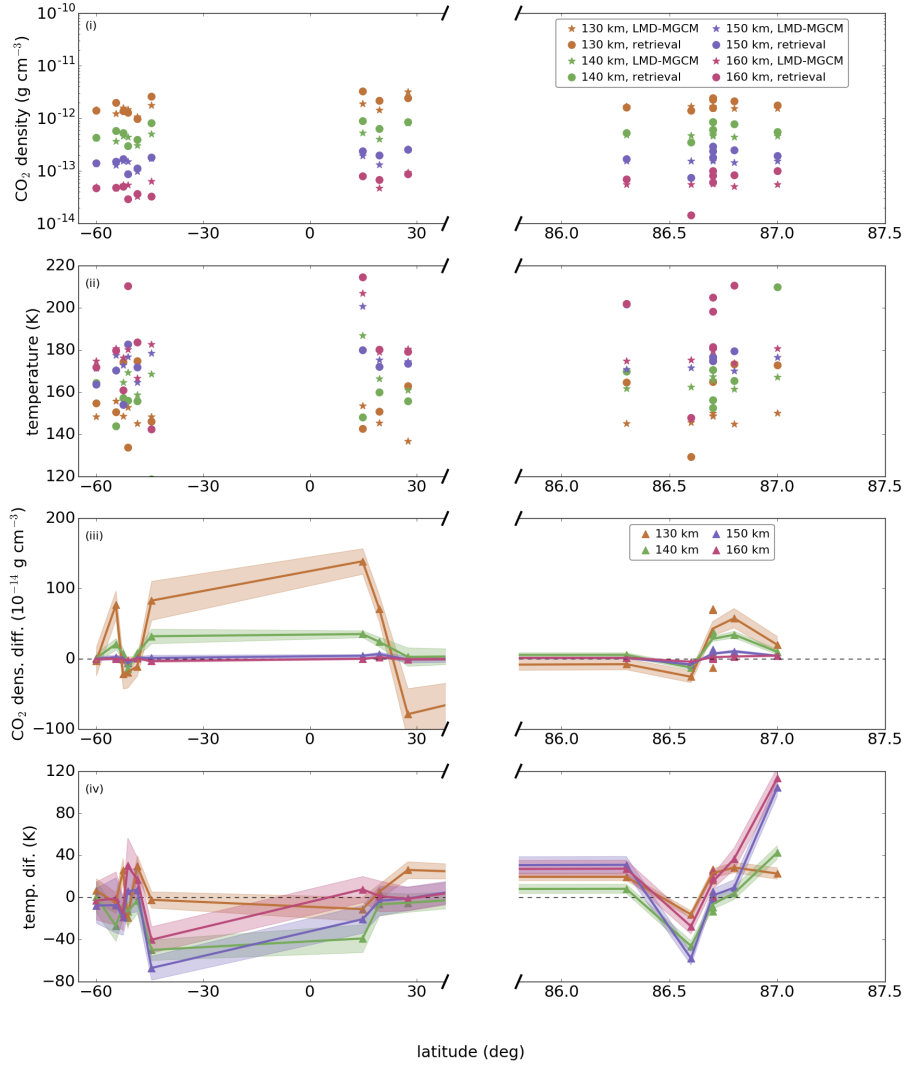 (i)
CO₂ density (g cm⁻³)
10⁻¹⁰
10⁻¹¹
10⁻¹²
10⁻¹³
10⁻¹⁴
130 km, LMD-MGCM
130 km, retrieval
140 km, LMD-MGCM
140 km, retrieval
150 km, LMD-MGCM
150 km, retrieval
160 km, LMD-MGCM
160 km, retrieval
−60 −30 0 30 86.0 86.5 87.0 87.5
(ii)
temperature (K)
220
200
180
160
140
120
−60 −30 0 30 86.0 86.5 87.0 87.5
(iii)
CO₂ dens. diff. (10⁻¹⁴ g cm⁻³)
200
100
0
−100
130 km
140 km
150 km
160 km
−60 −30 0 30 86.0 86.5 87.0 87.5
(iv)
temp. dif. (K)
120
80
40
0
−40
−80
−60 −30 0 30 86.0 86.5 87.0 87.5
latitude (deg)